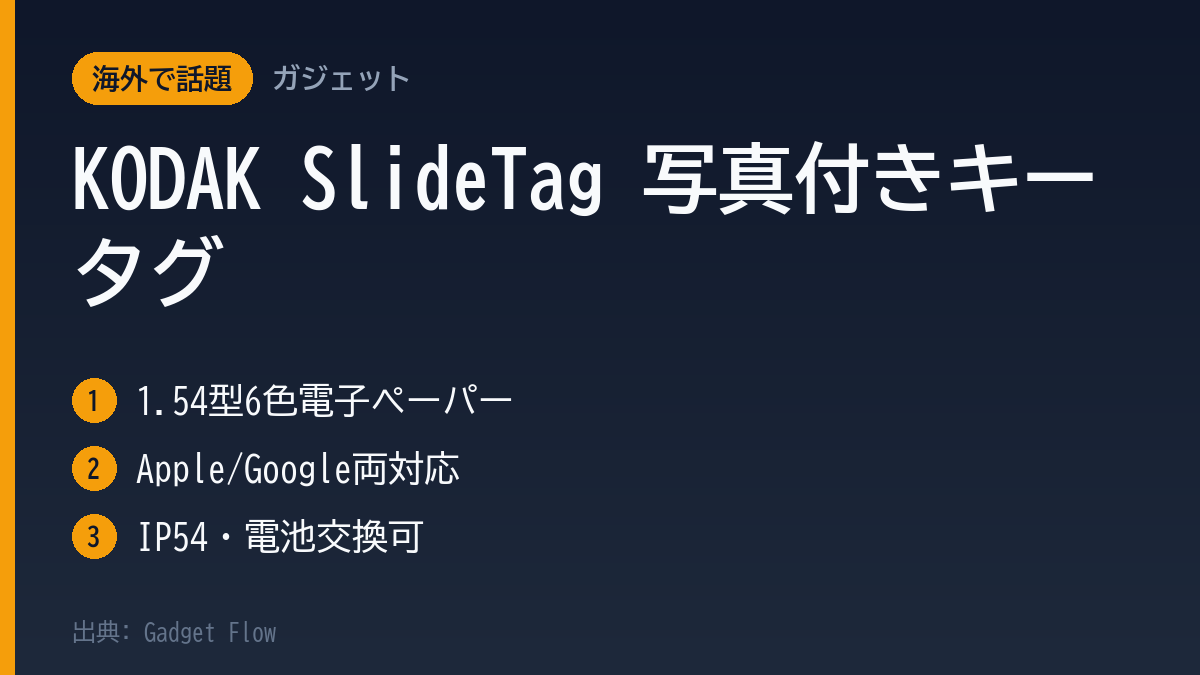 海外で話題 ガジェット
KODAK SlideTag 写真付きキー
タグ
1 1.54型6色電子ペーパー
2 Apple/Google両対応
3 IP54・電池交換可
出典: Gadget Flow